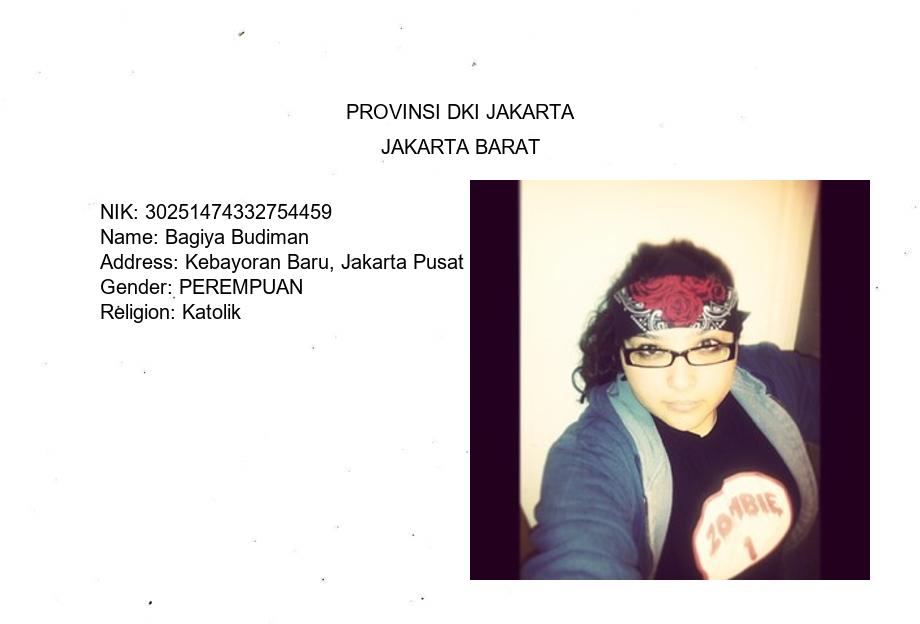 PROVINSI DKI JAKARTA
JAKARTA BARAT
NIK: 30251474332754459
Name: Bagiya Budiman
Address: Kebayoran Baru, Jakarta Pusat
Gender: PEREMPUAN
Religion: Katolik
ZOMBIE
1